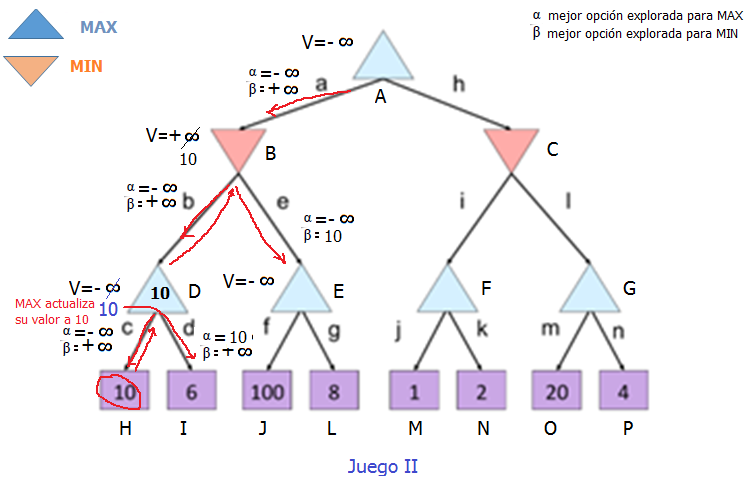 MAX
MIN
α mejor opción explorada para MAX
β mejor opción explorada para MIN
V=-∞
A
α=-∞
β=+∞
a
h
V=+∞
10
B
C
α=-∞
β=+∞
b
e
α=-∞
β=10
i
l
V=-∞
10
10
D
V=-∞
E
F
G
MAX actualiza
su valor a 10
α=-∞
β=+∞
c
d
α=10
β=+∞
f
g
j
k
m
n
10
6
100
8
1
2
20
4
H
I
J
L
M
N
O
P
Juego II